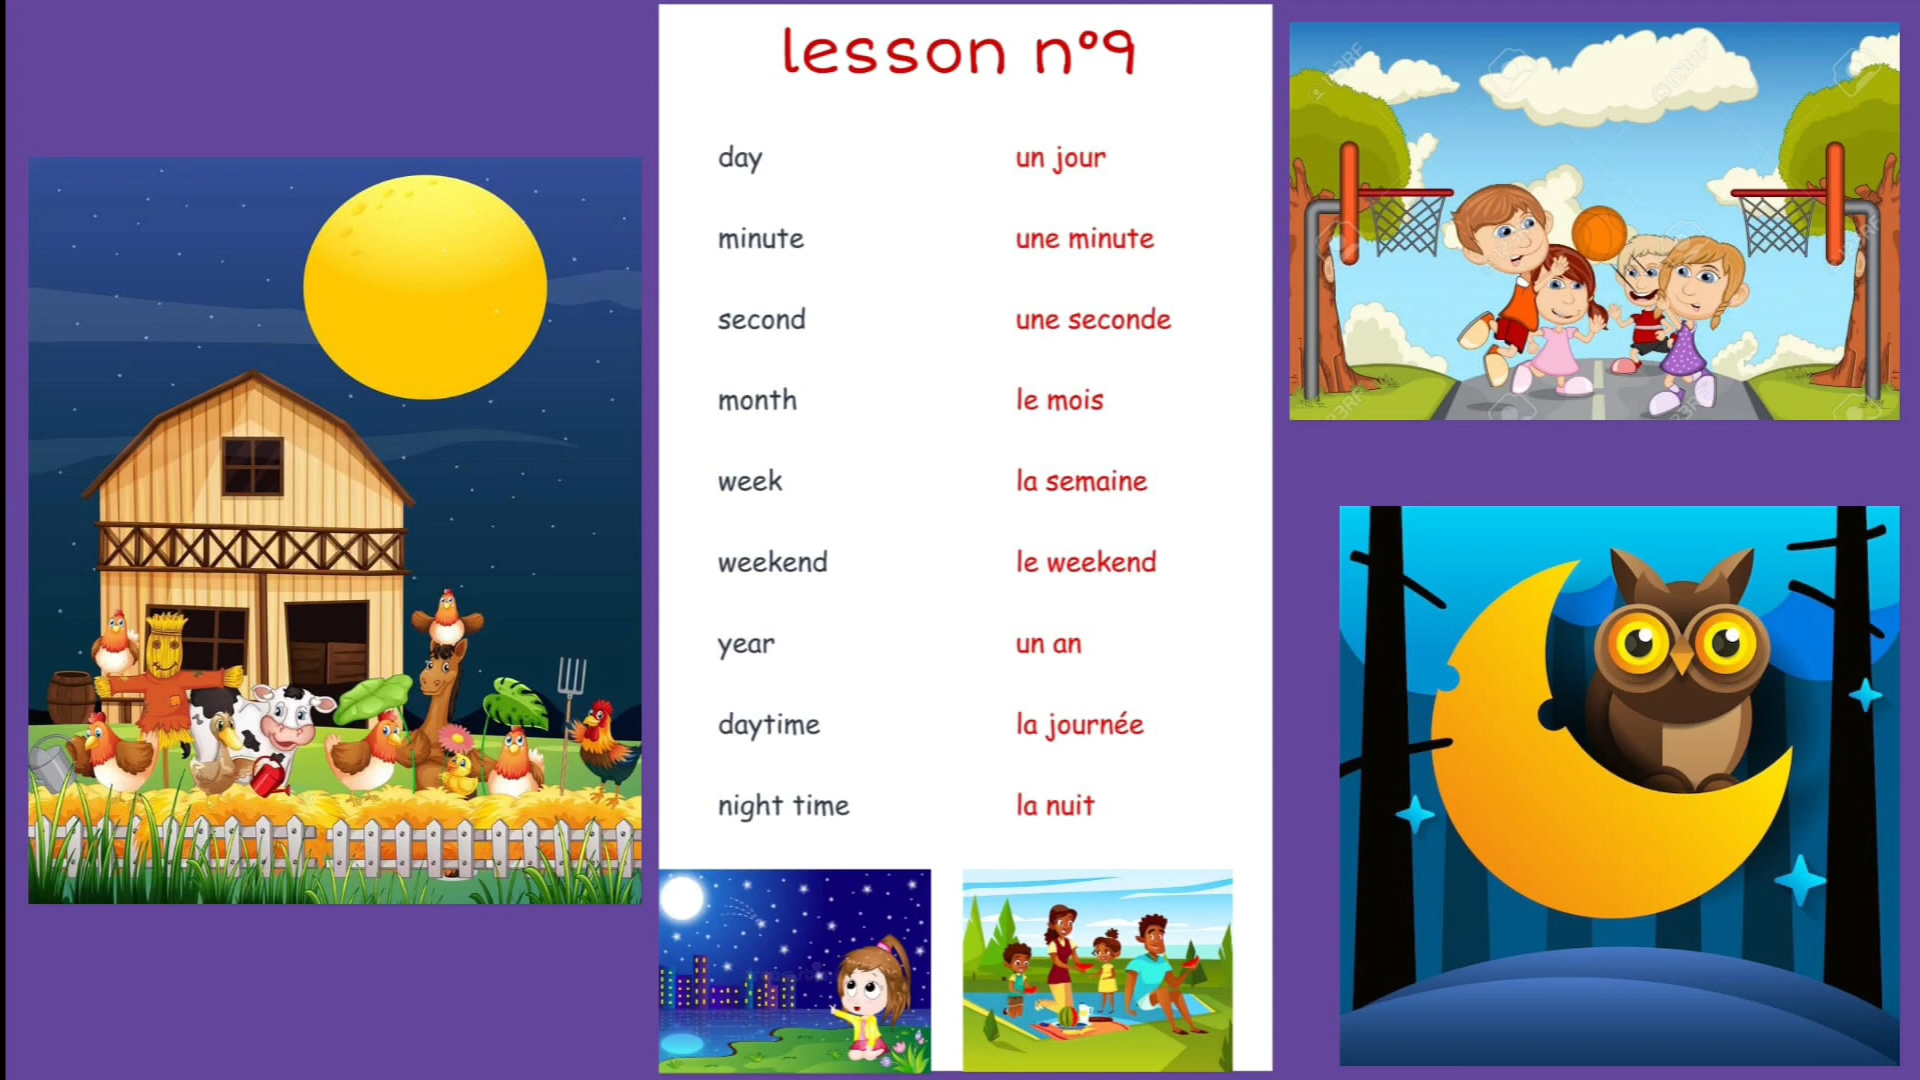 lesson n°9
day un jour
minute une minute
second une seconde
month le mois
week la semaine
weekend le weekend
year un an
daytime la journée
night time la nuit